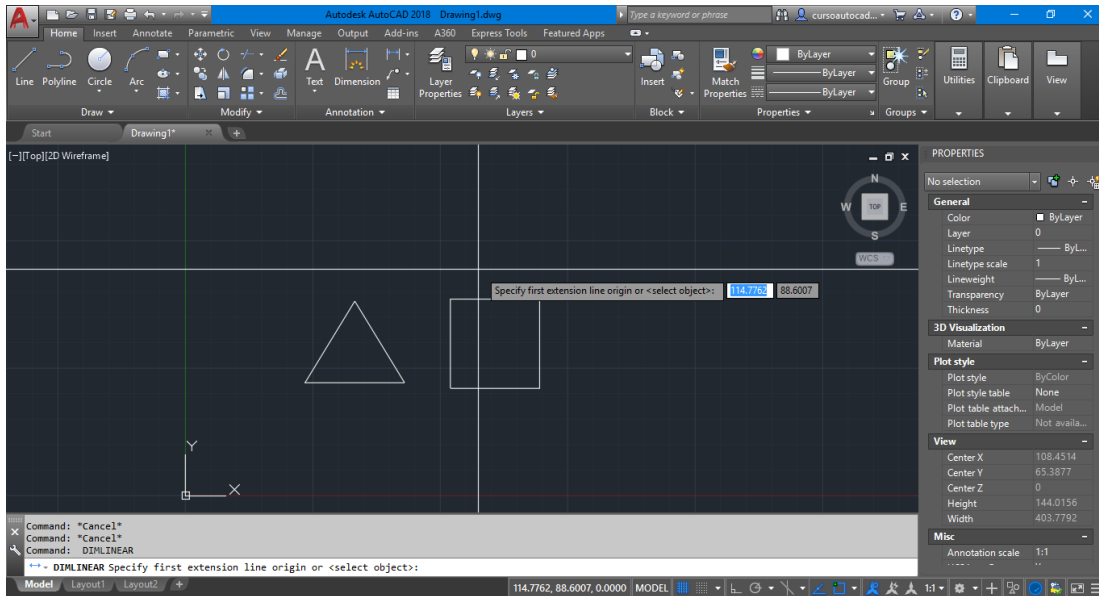 Autodesk AutoCAD 2018 Drawing1.dwg
Type a keyword or phrase
cursoautocad...
Home Insert Annotate Parametric View Manage Output Add-ins A360 Express Tools Featured Apps
Line Polyline Circle Arc
Draw
Modify
Text Dimension
Annotation
Layer Properties
0
Layers
Insert
Block
Match Properties
ByLayer
ByLayer
ByLayer
Properties
Group
Groups
Utilities Clipboard View
Start Drawing1* +
[−][Top][2D Wireframe]
N
W TOP E
S
WCS
Specify first extension line origin or <select object>: 114.7762 88.6007
Y
X
PROPERTIES
No selection
General
Color ByLayer
Layer 0
Linetype ByL...
Linetype scale 1
Lineweight ByL...
Transparency ByLayer
Thickness 0
3D Visualization
Material ByLayer
Plot style
Plot style ByColor
Plot style table None
Plot table attach... Model
Plot table type Not availa...
View
Center X 108.4514
Center Y 65.3877
Center Z 0
Height 144.0156
Width 403.7792
Misc
Annotation scale 1:1
Command: *Cancel*
Command: *Cancel*
Command: DIMLINEAR
DIMLINEAR Specify first extension line origin or <select object>:
Model Layout1 Layout2 +
114.7762, 88.6007, 0.0000 MODEL 1:1